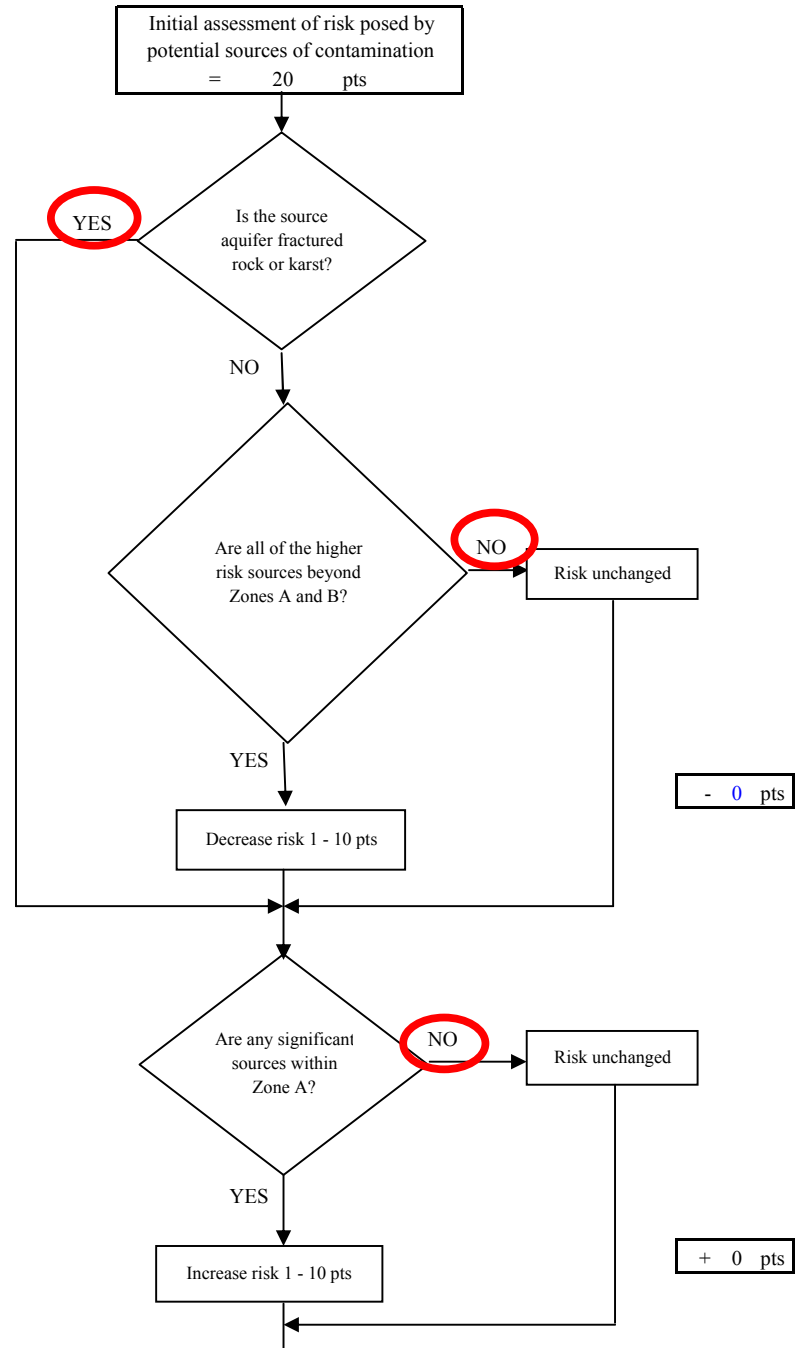 Initial assessment of risk posed by
potential sources of contamination
= 20 pts
YES
Is the source
aquifer fractured
rock or karst?
NO
Are all of the higher
risk sources beyond
Zones A and B?
NO
Risk unchanged
YES
- 0 pts
Decrease risk 1 - 10 pts
Are any significant
sources within
Zone A?
NO
Risk unchanged
YES
+ 0 pts
Increase risk 1 - 10 pts